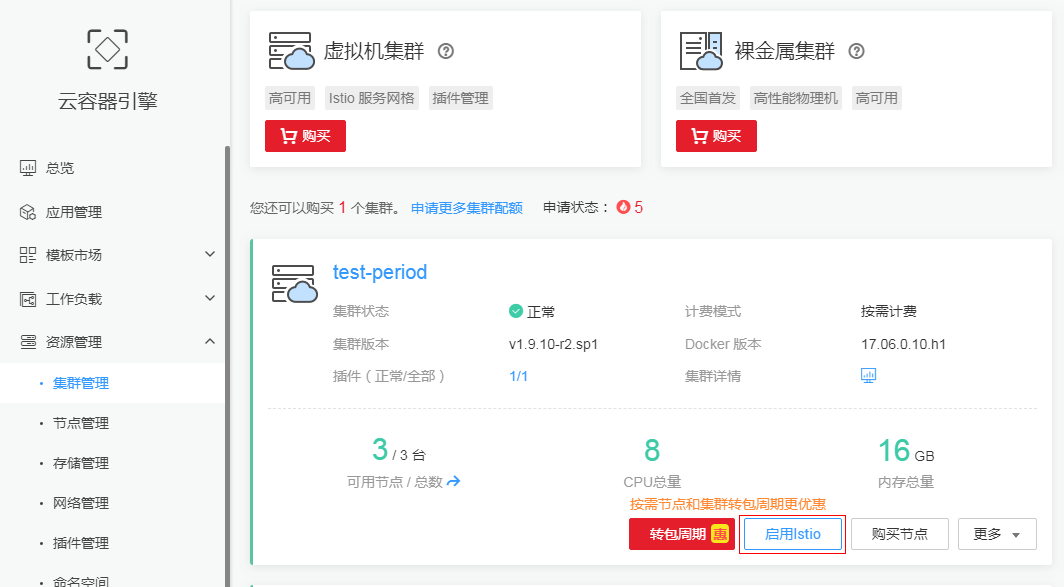 云容器引擎
总览
应用管理
模板市场
工作负载
资源管理
集群管理
节点管理
存储管理
网络管理
插件管理
命名空间
虚拟机集群 ?
高可用 Istio 服务网格 插件管理
购买
裸金属集群 ?
全国首发 高性能物理机 高可用
购买
您还可以购买 1 个集群。 申请更多集群配额 申请状态： 5
test-period
集群状态 正常 计费模式 按需计费
集群版本 v1.9.10-r2.sp1 Docker 版本 17.06.0.10.h1
插件（正常/全部） 1/1 集群详情
3 / 3 台 8 16 GB
可用节点 / 总数 CPU总量 内存总量
按需节点和集群转包周期更优惠
转包周期 惠 启用Istio 购买节点 更多